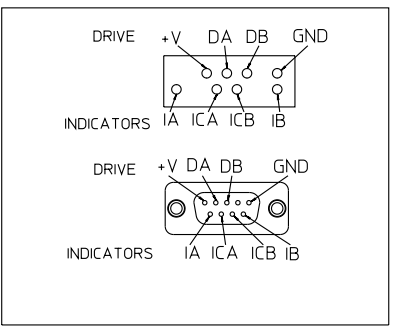 DRIVE +V DA DB GND
INDICATORS IA ICA ICB IB
DRIVE +V DA DB GND
INDICATORS IA ICA ICB IB